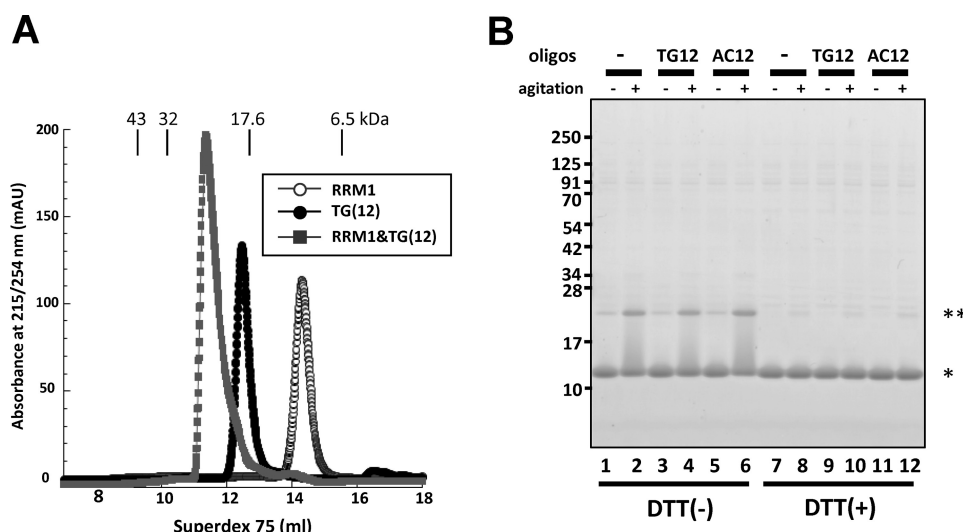 A
43 32 17.6 6.5 kDa
200
150
100
50
0
Absorbance at 215/254 nm (mAU)
RRM1
TG(12)
RRM1&TG(12)
8 10 12 14 16 18
Superdex 75 (ml)
B
oligos - TG12 AC12 - TG12 AC12
agitation - + - + - + - + - + - +
250
125
91
70
54
42
34
28
17
10
**
*
1 2 3 4 5 6 7 8 9 10 11 12
DTT(-) DTT(+)